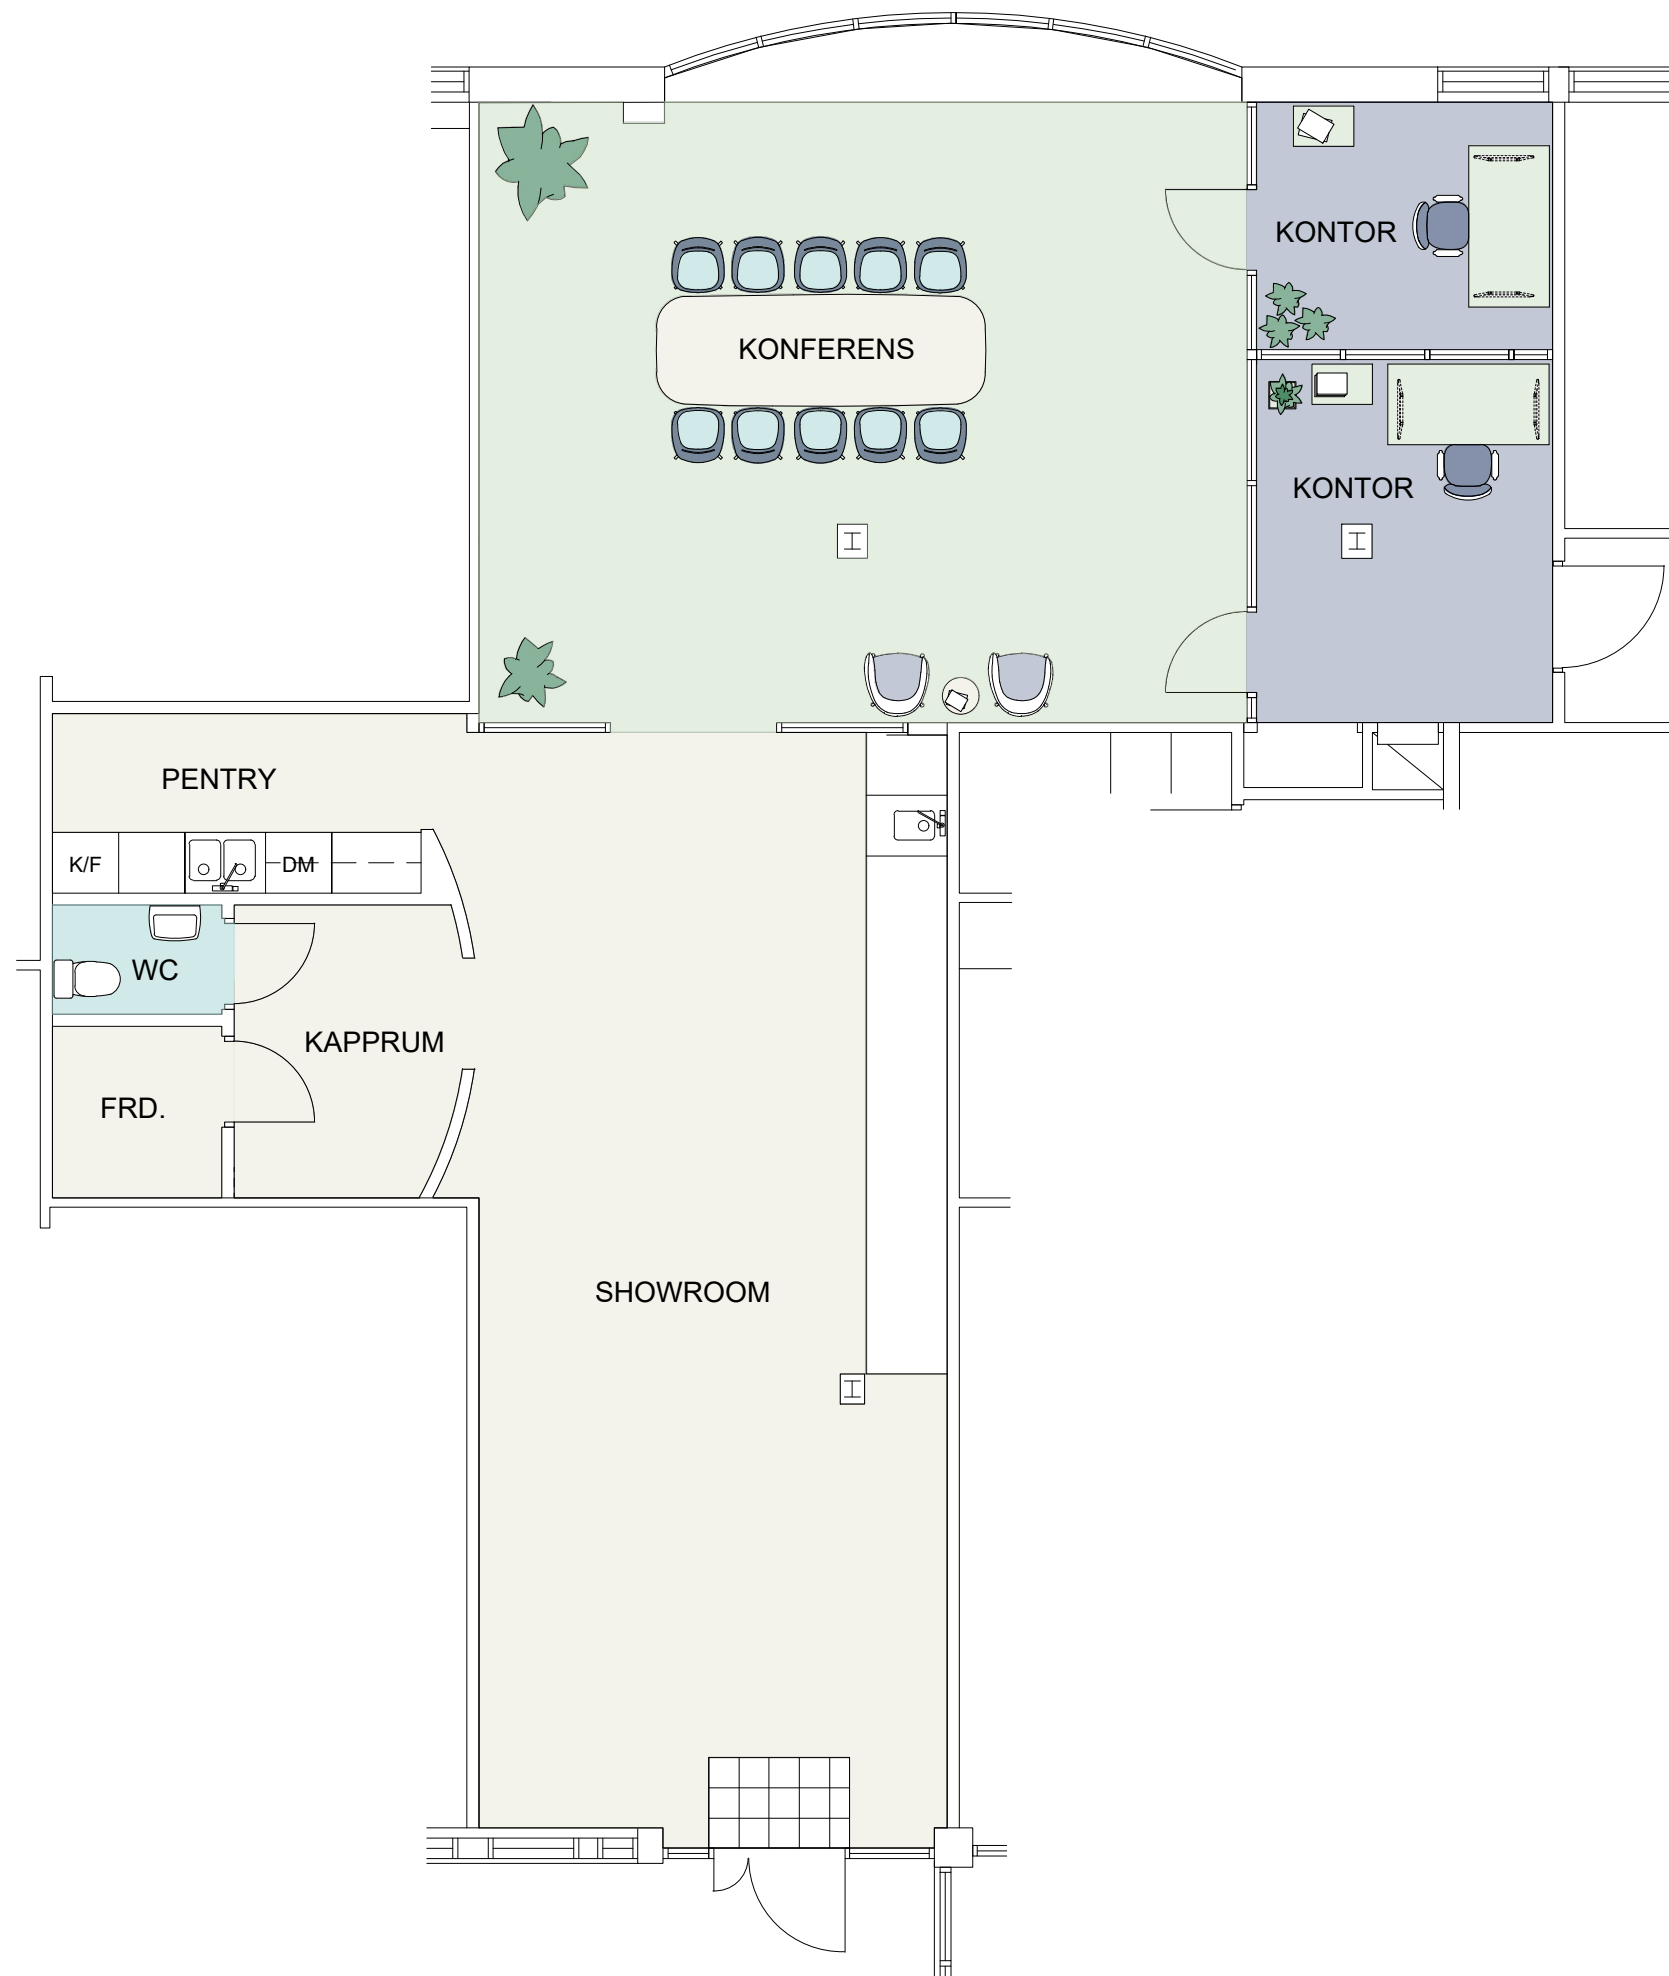 KONTOR
KONFERENS
KONTOR
PENTRY
K/F
DM
WC
KAPPRUM
FRD.
SHOWROOM